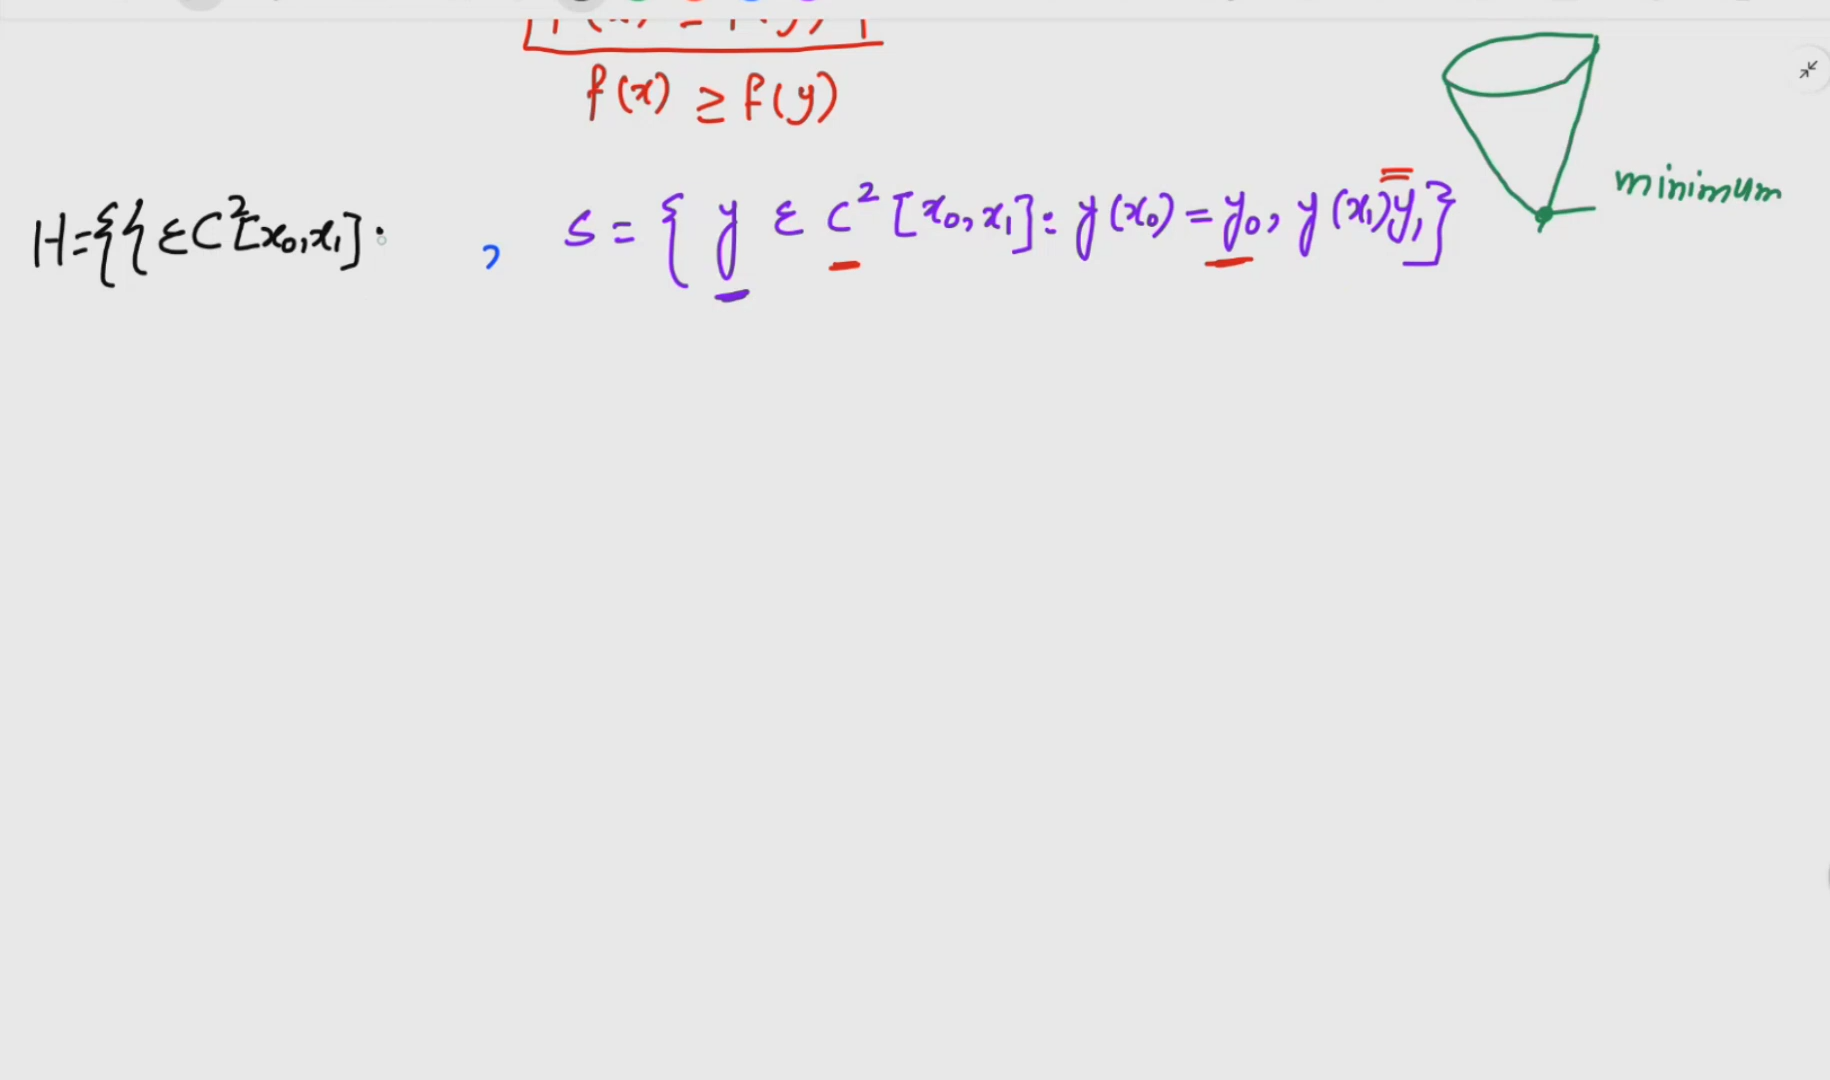 f(x) ≥ f(y)
minimum
H={{ ε C²[x₀,x₁]: , S = { y ε C² [x₀,x₁]: y(x₀) = y₀, y(x₁)y₁}